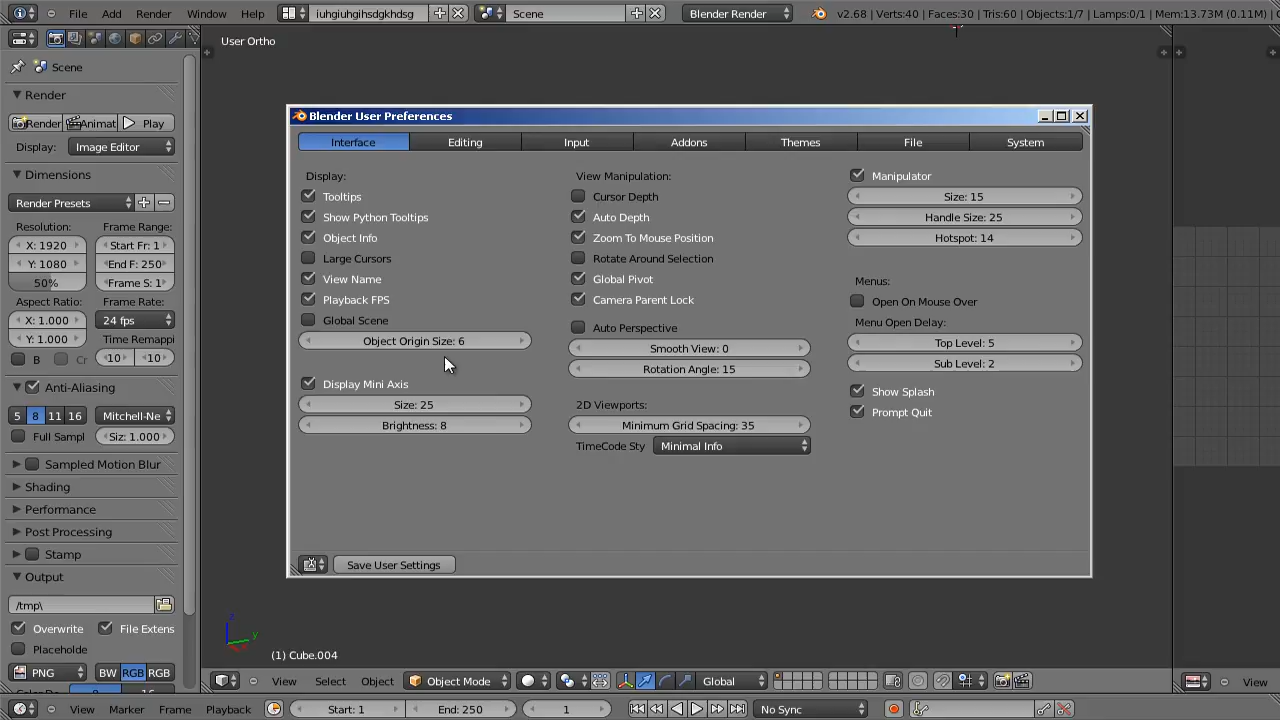 File Add Render Window Help iuhgiuhgihsdgkhdsg Scene Blender Render v2.68 | Verts:40 | Faces:30 | Tris:60 | Objects:1/7 | Lamps:0/1 | Mem:13.73M (0.11M) |
User Ortho
Scene
Render
Render Animat Play
Display: Image Editor
Dimensions
Render Presets
Resolution: Frame Range:
X: 1920 Start Fr: 1
Y: 1080 End F: 250
50% Frame S: 1
Aspect Ratio: Frame Rate:
X: 1.000 24 fps
Y: 1.000 Time Remappi
B Cr 10 10
Anti-Aliasing
5 8 11 16 Mitchell-Ne
Full Sampl Siz: 1.000
Sampled Motion Blur
Shading
Performance
Post Processing
Stamp
Output
/tmp\
Overwrite File Extens
Placeholde
PNG BW RGB RGB
Blender User Preferences
Interface Editing Input Addons Themes File System
Display:
Tooltips
Show Python Tooltips
Object Info
Large Cursors
View Name
Playback FPS
Global Scene
Object Origin Size: 6
Display Mini Axis
Size: 25
Brightness: 8
View Manipulation:
Cursor Depth
Auto Depth
Zoom To Mouse Position
Rotate Around Selection
Global Pivot
Camera Parent Lock
Auto Perspective
Smooth View: 0
Rotation Angle: 15
2D Viewports:
Minimum Grid Spacing: 35
TimeCode Sty Minimal Info
Manipulator
Size: 15
Handle Size: 25
Hotspot: 14
Menus:
Open On Mouse Over
Menu Open Delay:
Top Level: 5
Sub Level: 2
Show Splash
Prompt Quit
Save User Settings
z
y
(1) Cube.004
View Select Object Object Mode Global View
View Marker Frame Playback Start: 1 End: 250 1 No Sync